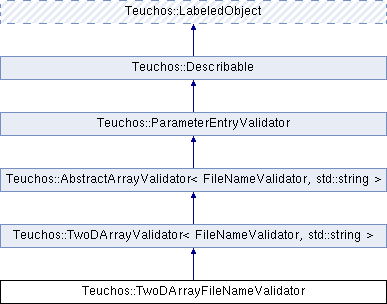 Teuchos::LabeledObject
Teuchos::Describable
Teuchos::ParameterEntryValidator
Teuchos::AbstractArrayValidator< FileNameValidator, std::string >
Teuchos::TwoDArrayValidator< FileNameValidator, std::string >
Teuchos::TwoDArrayFileNameValidator